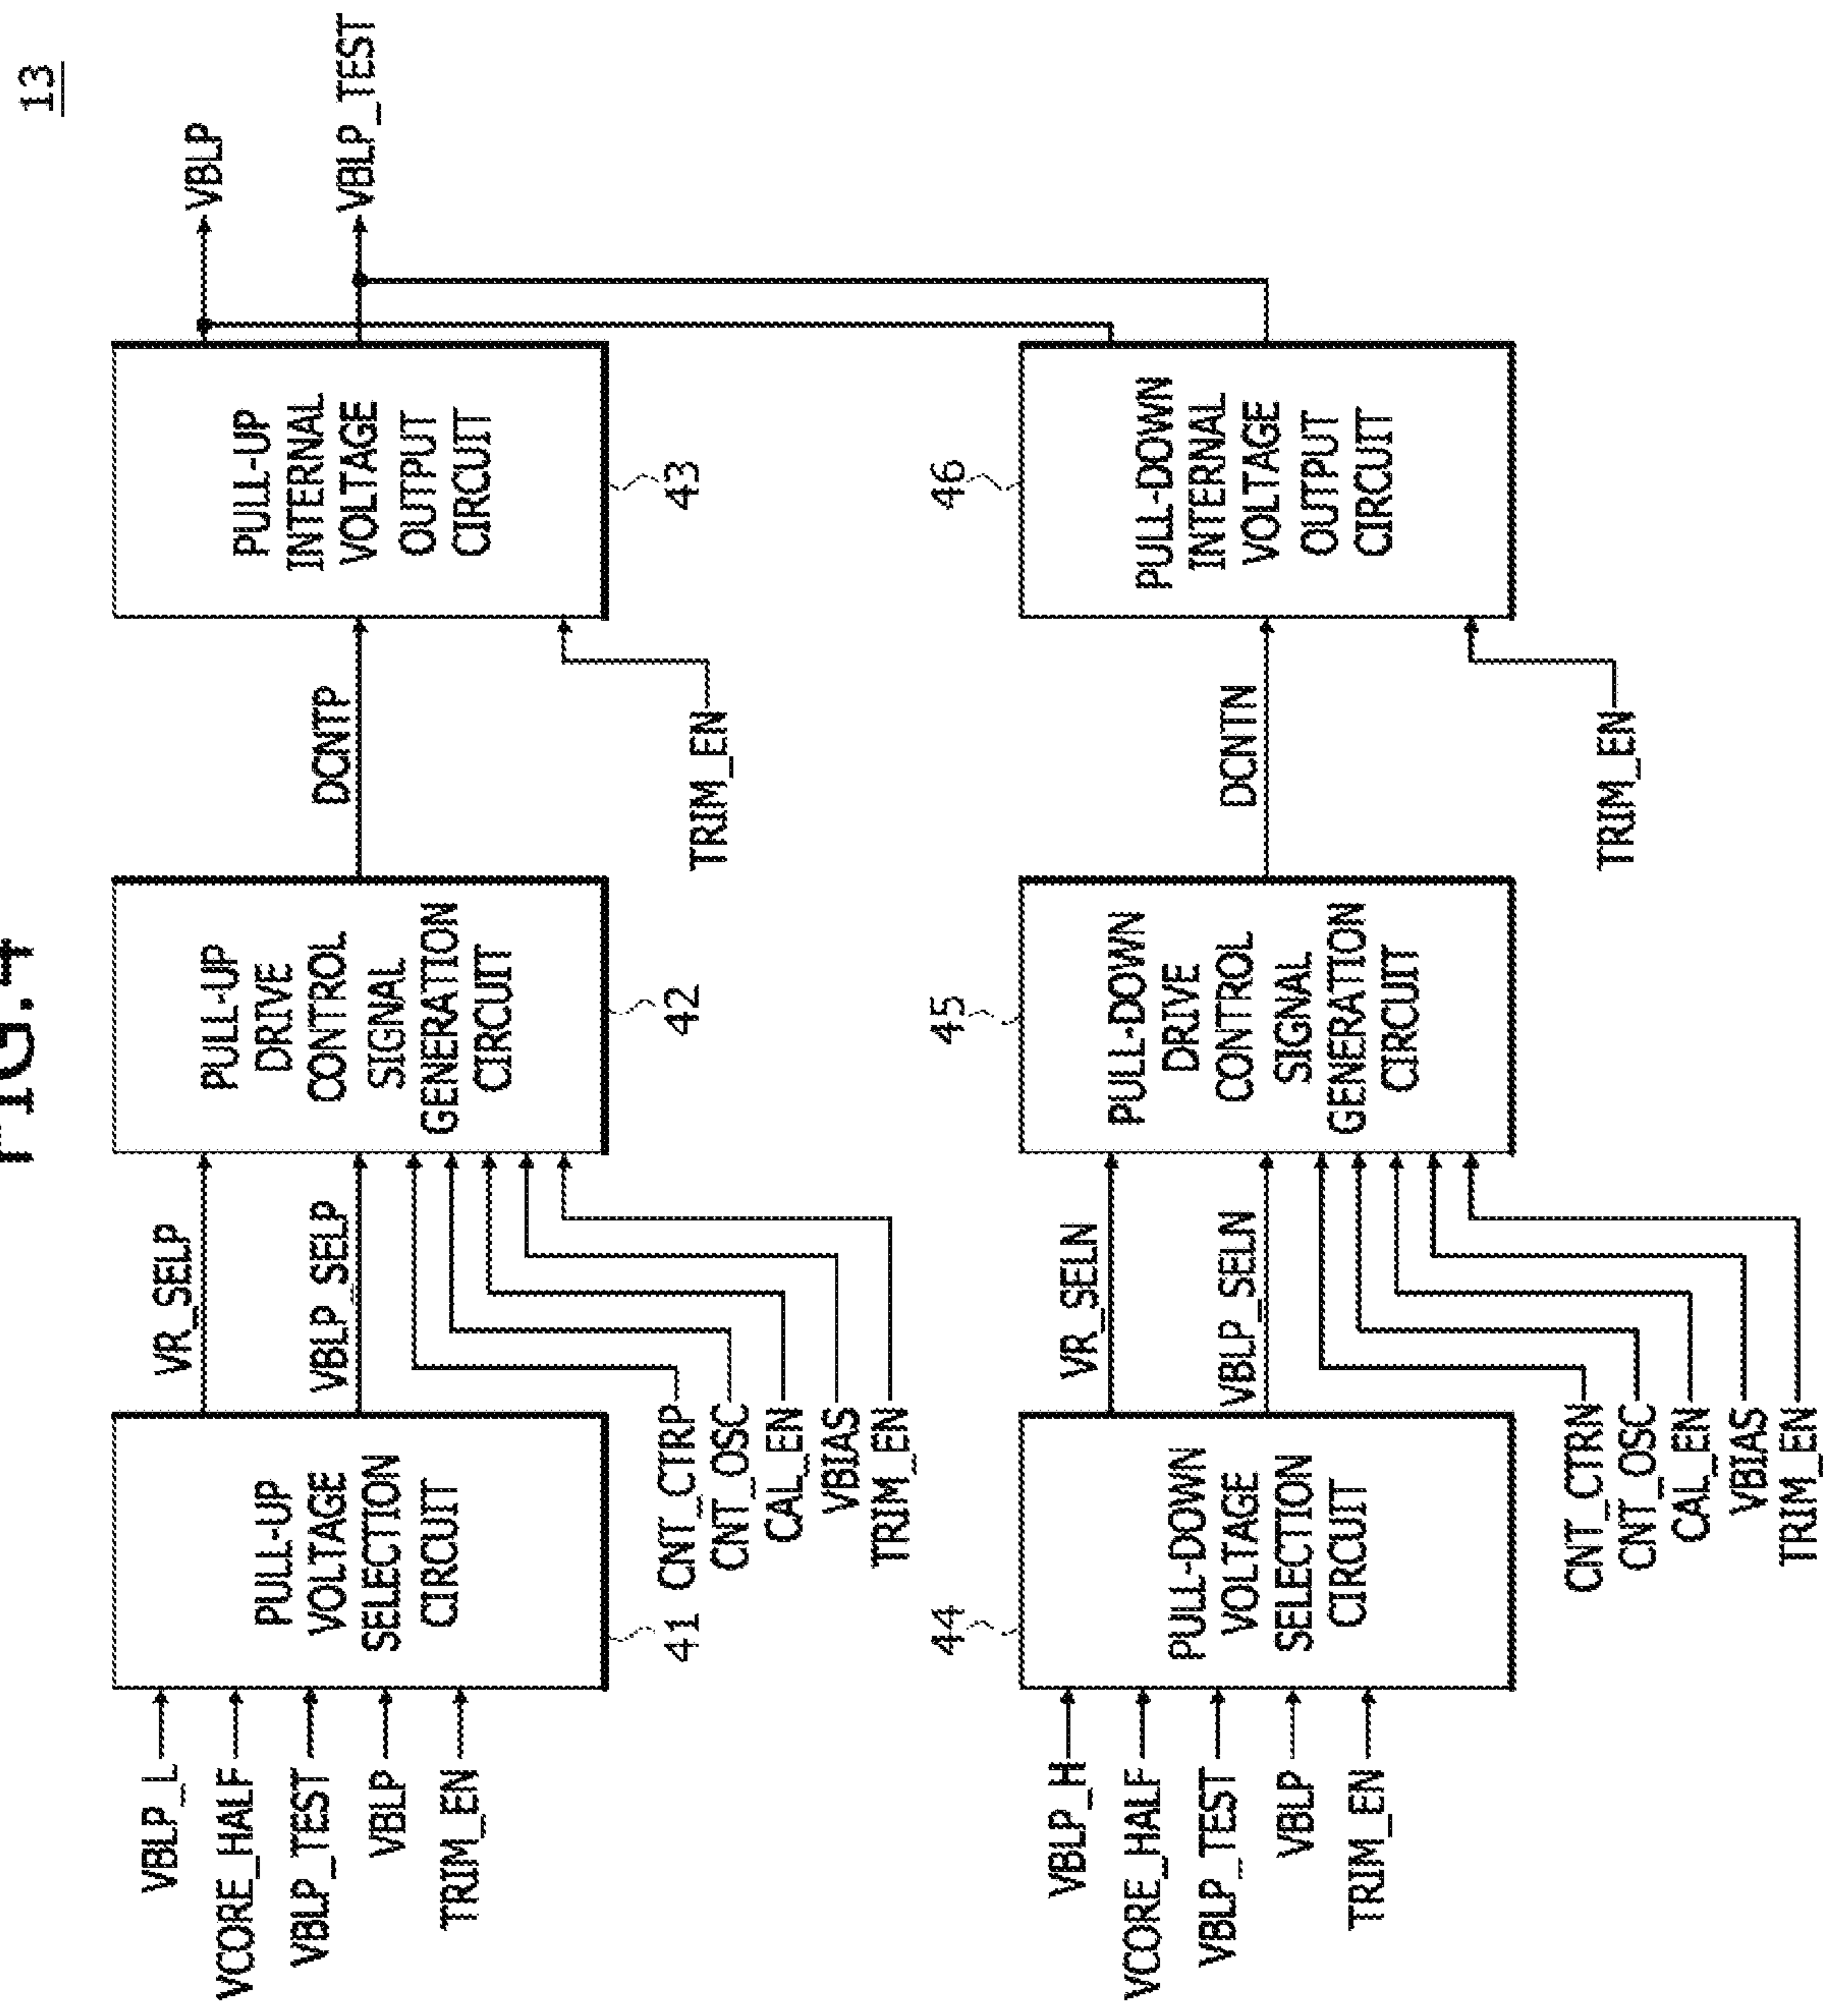 FIG.4
13
VBLP_L
VCORE_HALF
VBLP_TEST
VBLP
TRIM_EN
PULL-UP
VOLTAGE
SELECTION
CIRCUIT
41
VR_SELP
VBLP_SELP
CNT_CTRP
CNT_OSC
CAL_EN
VBIAS
TRIM_EN
PULL-UP
DRIVE
CONTROL
SIGNAL
GENERATION
CIRCUIT
42
DCNTP
TRIM_EN
PULL-UP
INTERNAL
VOLTAGE
OUTPUT
CIRCUIT
43
VBLP
VBLP_TEST
VBLP_H
VCORE_HALF
VBLP_TEST
VBLP
TRIM_EN
44
PULL-DOWN
VOLTAGE
SELECTION
CIRCUIT
VR_SELN
VBLP_SELN
CNT_CTRN
CNT_OSC
CAL_EN
VBIAS
TRIM_EN
45
PULL-DOWN
DRIVE
CONTROL
SIGNAL
GENERATION
CIRCUIT
DCNTN
TRIM_EN
46
PULL-DOWN
INTERNAL
VOLTAGE
OUTPUT
CIRCUIT